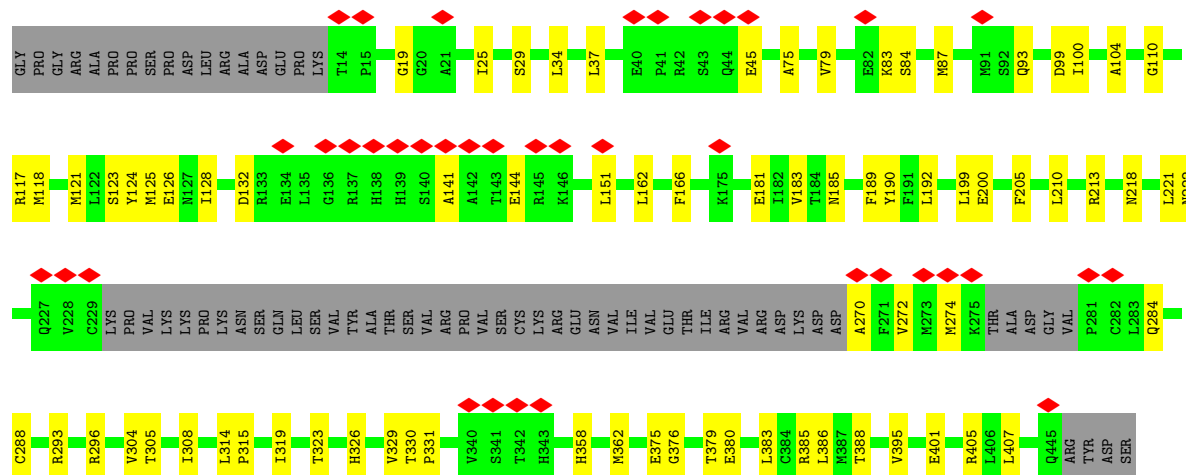 GLY PRO GLY ARG ALA PRO PRO SER PRO ASP LEU ARG ALA ASP GLU PRO LYS T14 P15 G19 G20 A21 I25 S29 L34 L37 E40 P41 R42 S43 Q44 E45 A75 V79 E82 K83 S84 M87 M91 S92 Q93 D99 I100 A104 G110
R117 M118 M121 L122 S123 Y124 M125 E126 N127 I128 D132 R133 E134 L135 G136 R137 H138 H139 S140 A141 A142 T143 E144 R145 K146 L151 L162 F166 K175 E181 I182 V183 T184 N185 F189 Y190 F191 L192 L199 E200 F205 L210 R213 N218 L221
Q227 V228 C229 LYS PRO VAL LYS LYS PRO LYS ASN SER GLN LEU SER VAL TYR ALA THR SER VAL ARG PRO VAL SER CYS LYS ARG GLU ASN VAL ILE VAL GLU THR ILE ARG VAL ARG ASP LYS ASP ASP A270 F271 V272 M273 M274 K275 THR ALA ASP GLY VAL P281 C282 L283 Q284
C288 R293 R296 V304 T305 I308 L314 P315 I319 T323 H326 V329 T330 P331 V340 S341 T342 H343 H358 M362 E375 G376 T379 E380 L383 C384 R385 L386 M387 T388 V395 E401 R405 L406 L407 Q445 ARG TYR ASP SER